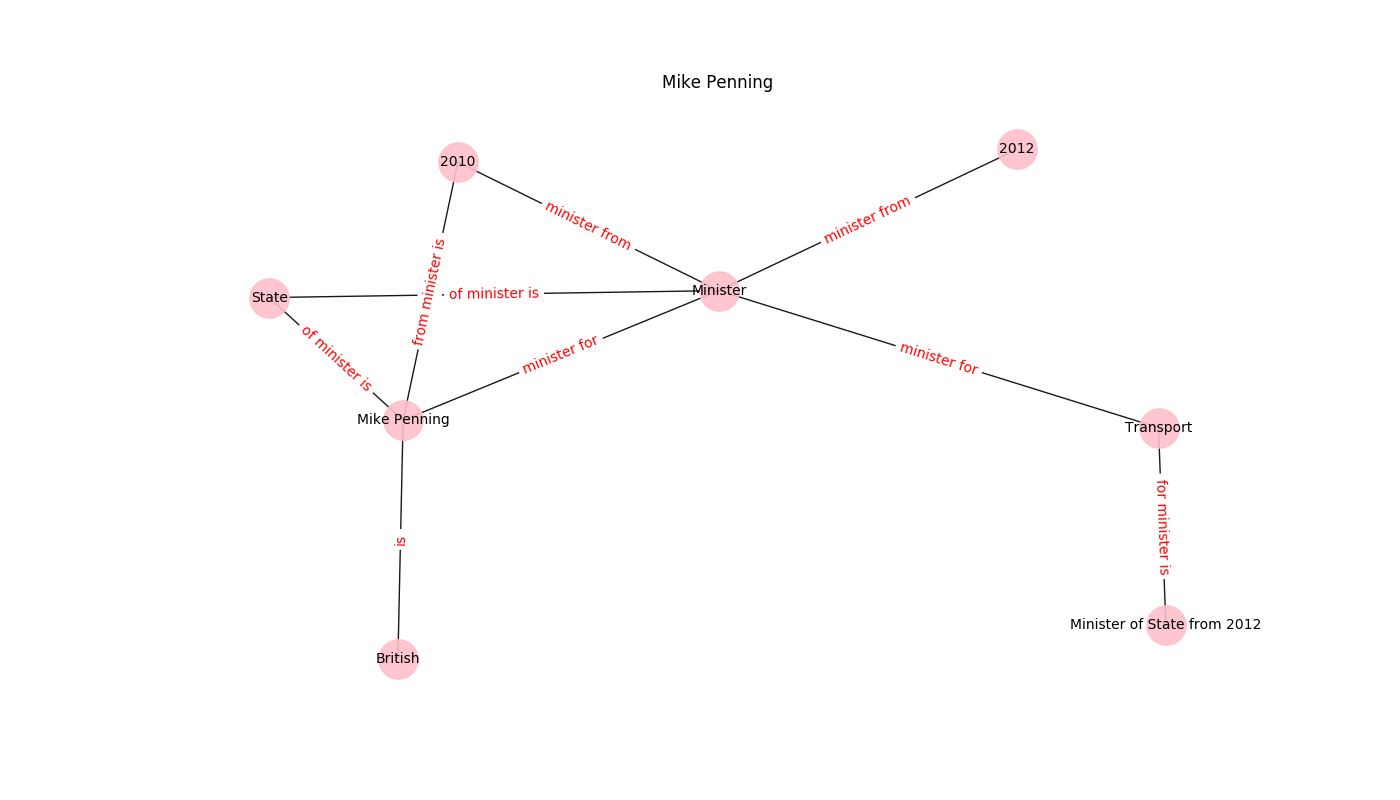 Mike Penning
2012
2010
minister from
minister from
from minister is
State
of minister is
Minister
of minister is
minister for
minister for
Mike Penning
Transport
for minister is
is
Minister of State from 2012
British